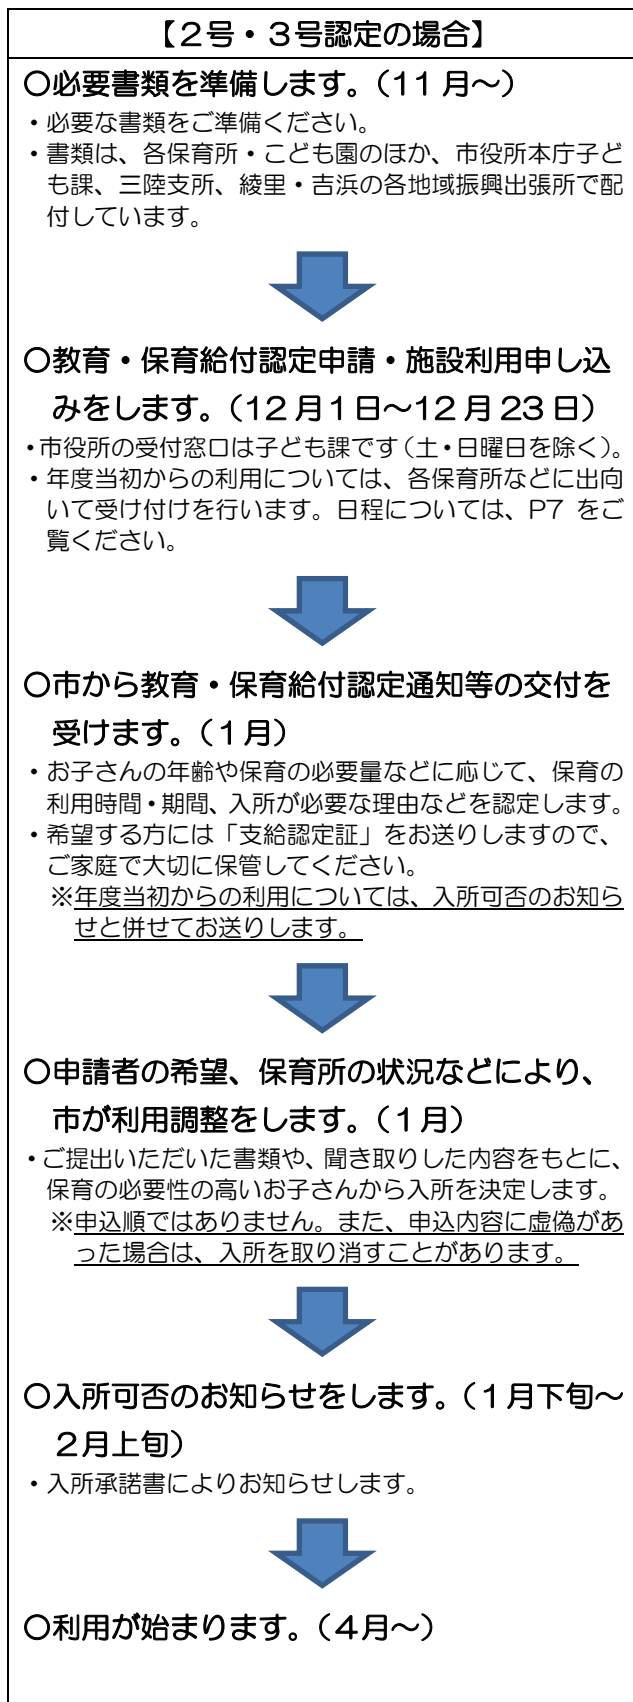 【２号・３号認定の場合】
〇必要書類を準備します。（11月～）
・必要な書類をご準備ください。
・書類は、各保育所・こども園のほか、市役所本庁子ど
も課、三陸支所、綾里・吉浜の各地域振興出張所で配
付しています。
〇教育・保育給付認定申請・施設利用申し込
みをします。（12月１日～12月23日）
・市役所の受付窓口は子ども課です（土・日曜日を除く）。
・年度当初からの利用については、各保育所などに出向
いて受け付けを行います。日程については、P7 をご
覧ください。
〇市から教育・保育給付認定通知等の交付を
受けます。（１月）
・お子さんの年齢や保育の必要量などに応じて、保育の
利用時間・期間、入所が必要な理由などを認定します。
・希望する方には「支給認定証」をお送りしますので、
ご家庭で大切に保管してください。
※年度当初からの利用については、入所可否のお知ら
せと併せてお送りします。
〇申請者の希望、保育所の状況などにより、
市が利用調整をします。（１月）
・ご提出いただいた書類や、聞き取りした内容をもとに、
保育の必要性の高いお子さんから入所を決定します。
※申込順ではありません。また、申込内容に虚偽があ
った場合は、入所を取り消すことがあります。
〇入所可否のお知らせをします。（１月下旬～
２月上旬）
・入所承諾書によりお知らせします。
〇利用が始まります。（４月～）